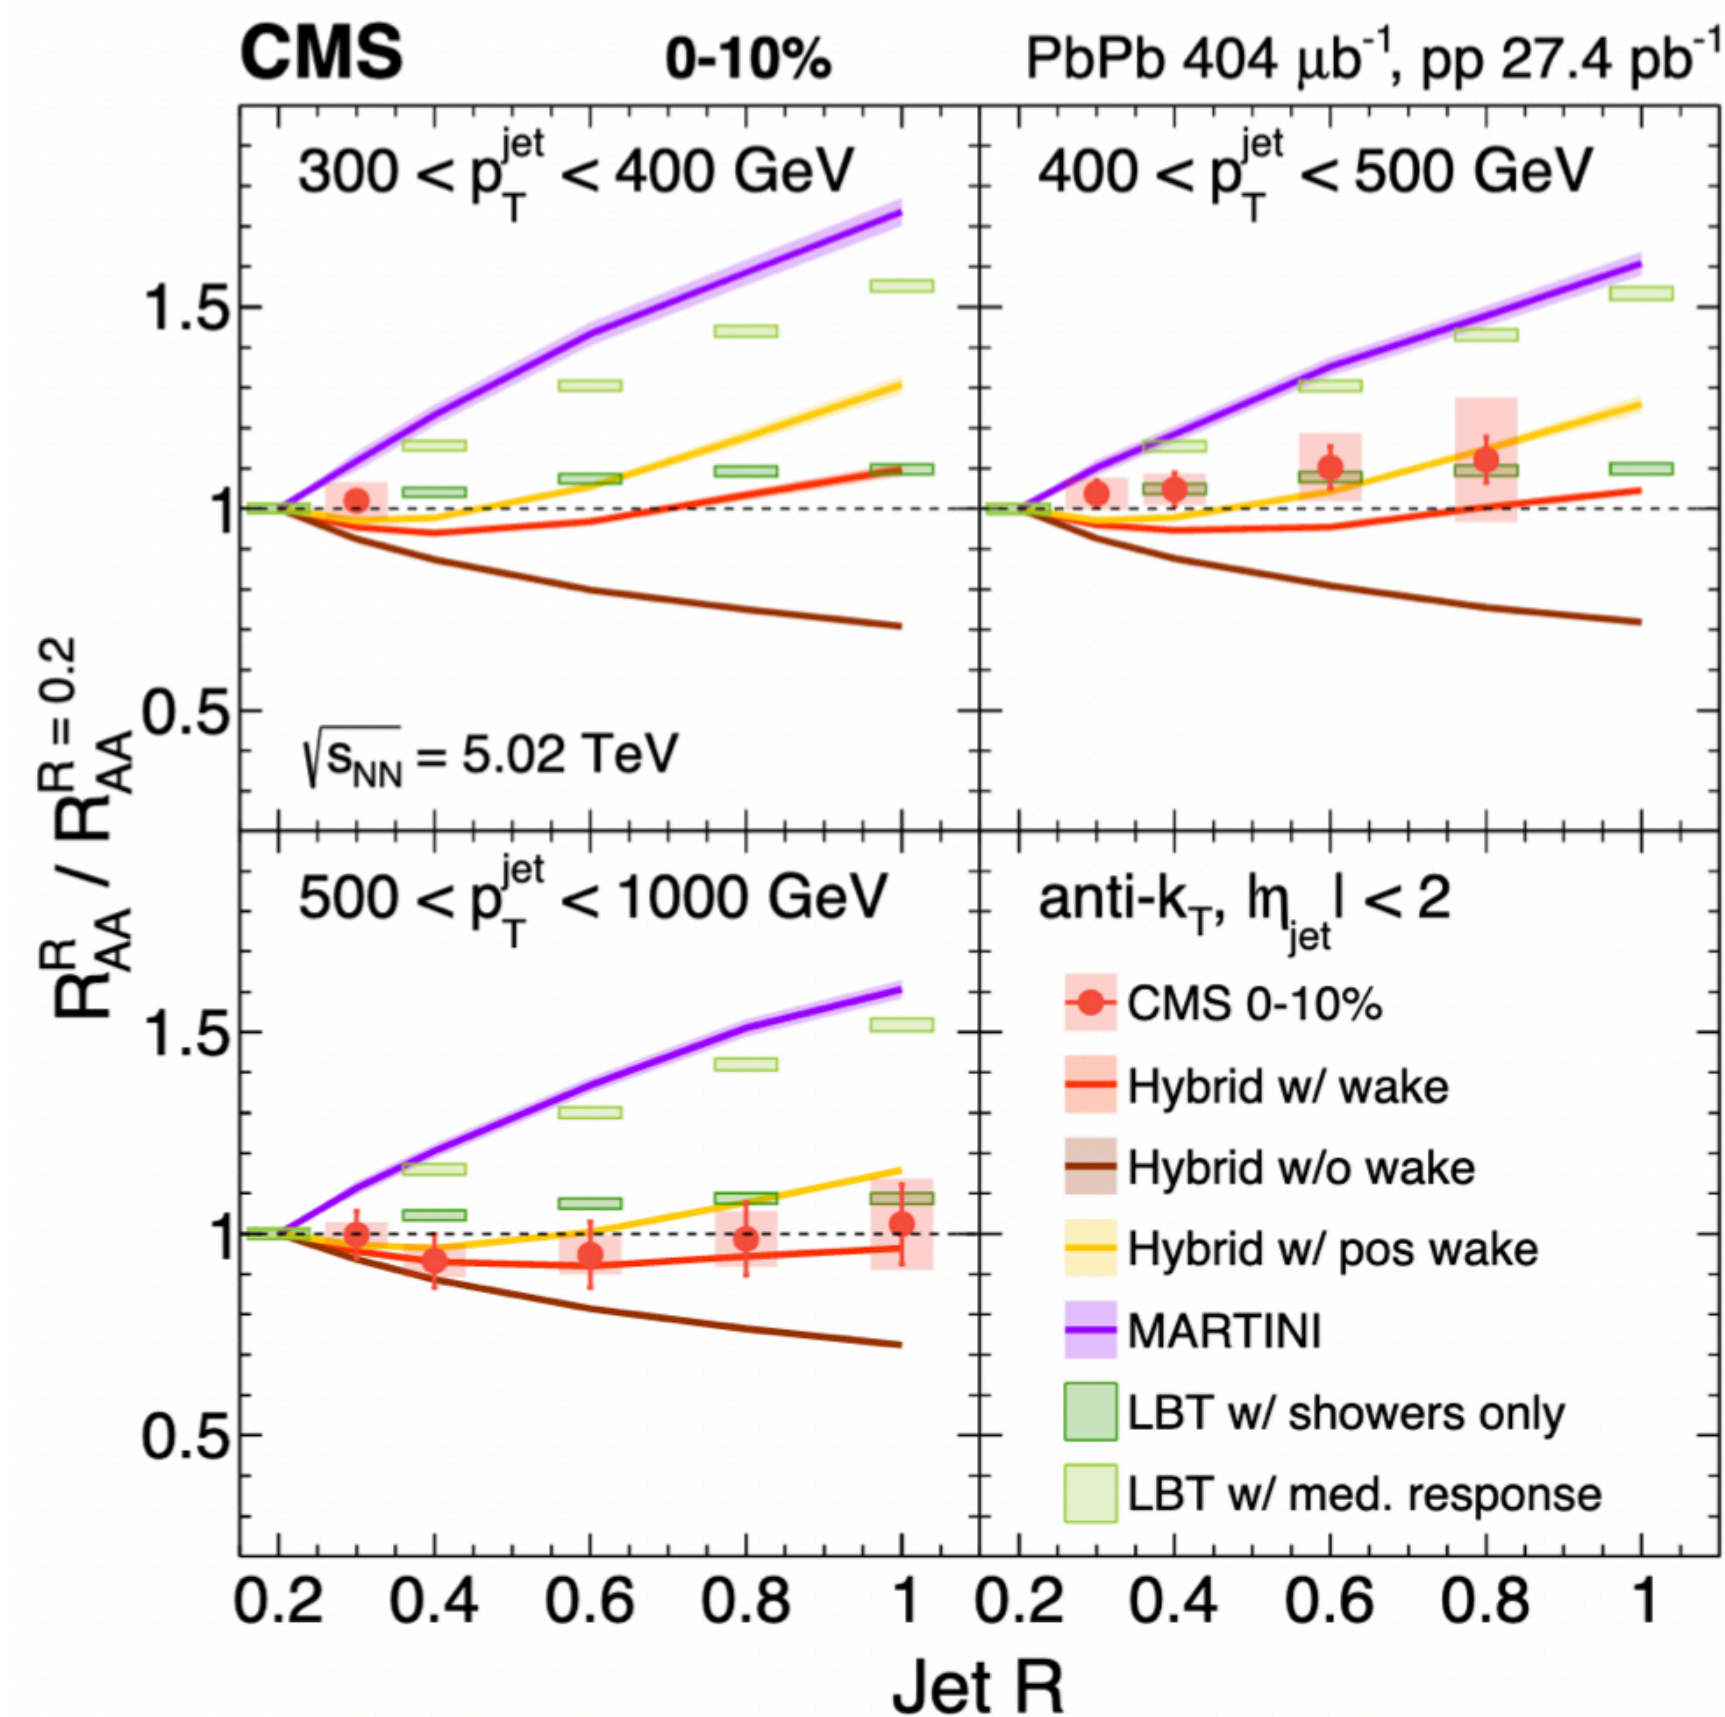 CMS 0-10% PbPb 404 μb⁻¹, pp 27.4 pb⁻¹
300 < p_T^jet < 400 GeV
400 < p_T^jet < 500 GeV
1.5
1
0.5
√s_NN = 5.02 TeV
R_AA^R / R_AA^{R = 0.2}
500 < p_T^jet < 1000 GeV
anti-k_T, |η_jet| < 2
CMS 0-10%
Hybrid w/ wake
Hybrid w/o wake
Hybrid w/ pos wake
MARTINI
LBT w/ showers only
LBT w/ med. response
1.5
1
0.5
0.2 0.4 0.6 0.8 1 0.2 0.4 0.6 0.8 1
Jet R